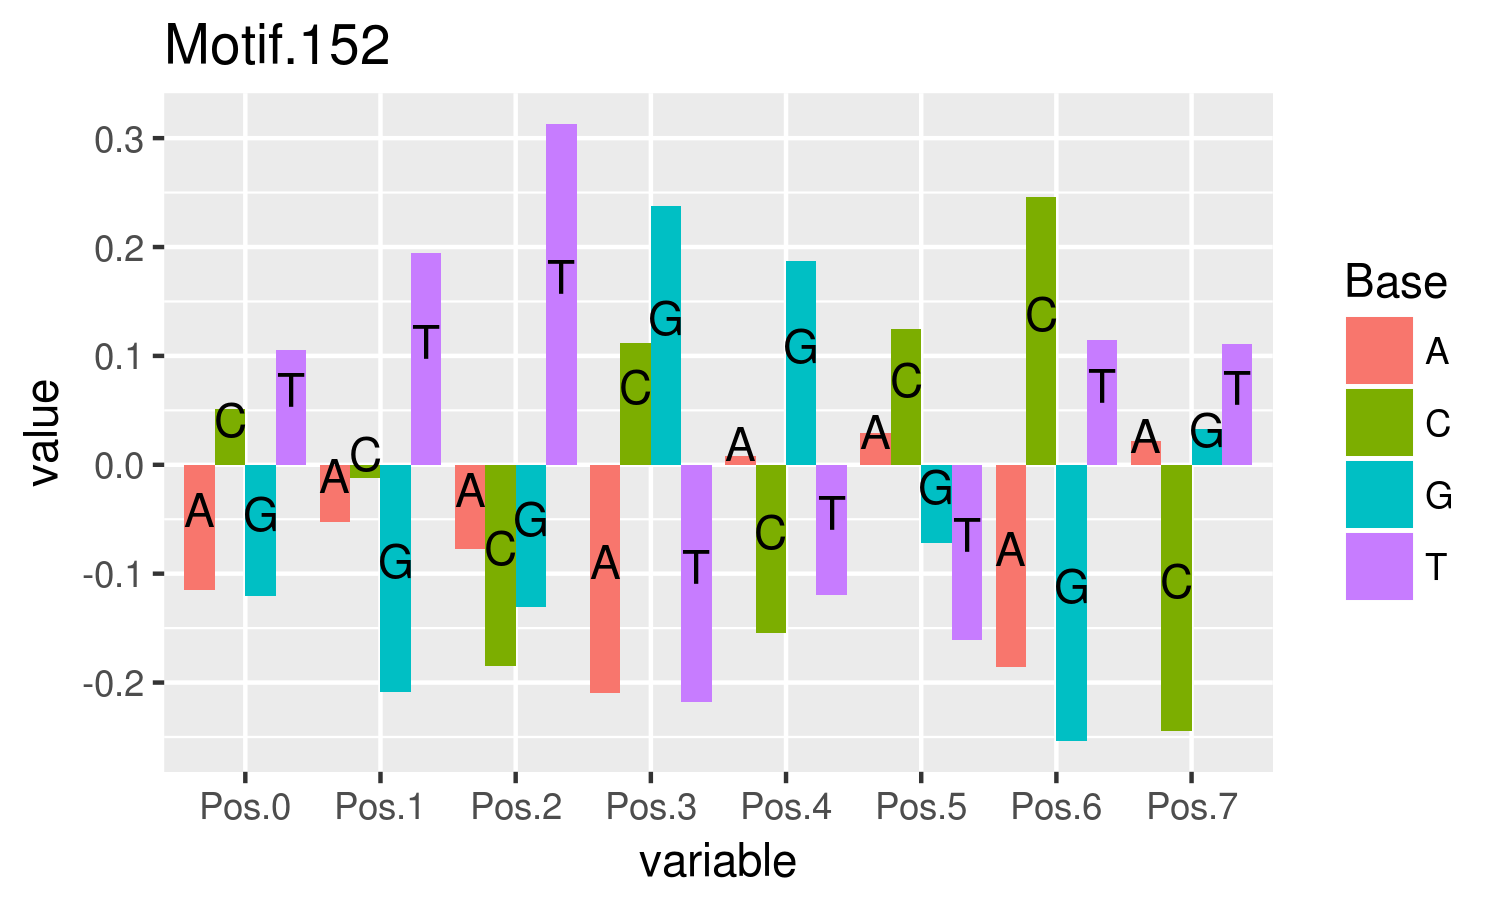 Motif.152
0.3
0.2
0.1
0.0
-0.1
-0.2
value
A C G T
A C G T
A C G T
A C G T
A C G T
A C G T
A C G T
A C G T
Pos.0 Pos.1 Pos.2 Pos.3 Pos.4 Pos.5 Pos.6 Pos.7
variable
Base
A
C
G
T